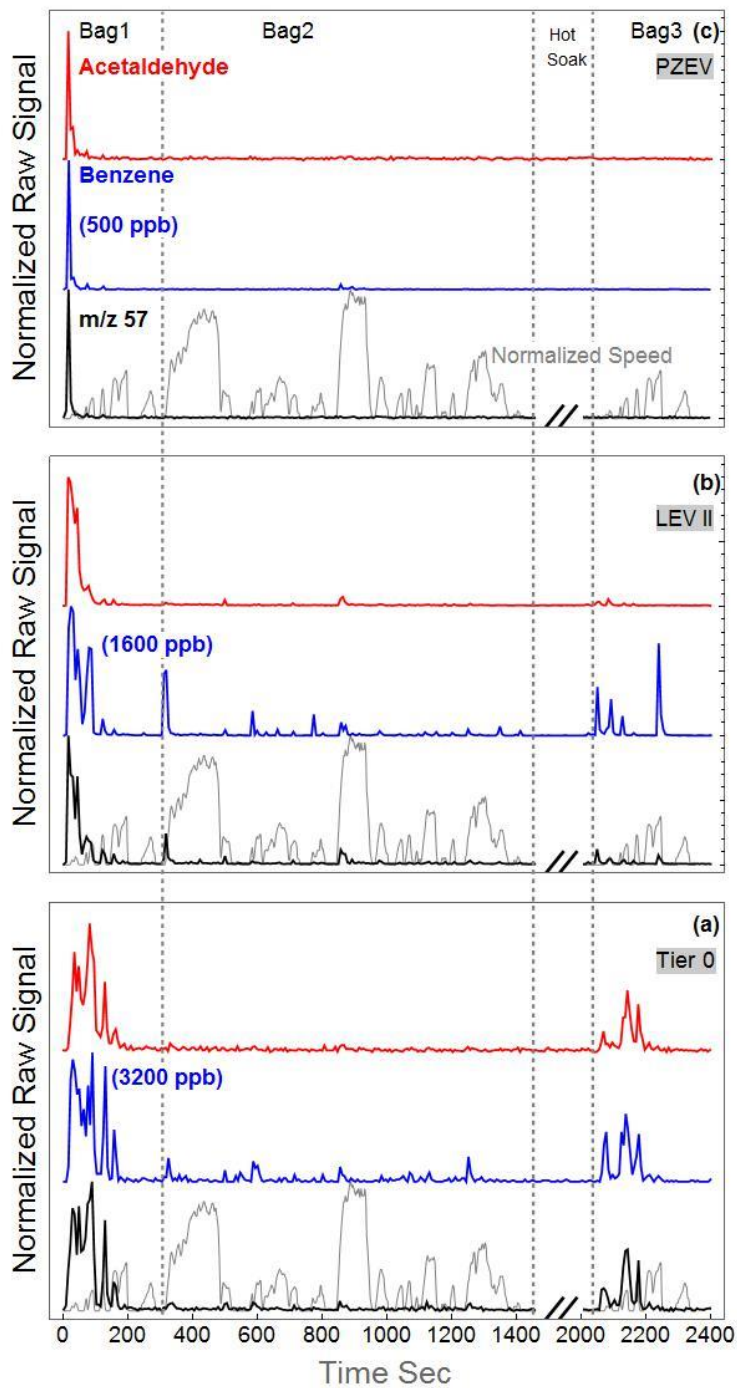 Bag1 Bag2 Hot Soak Bag3 (c)
PZEV
Acetaldehyde
Benzene
(500 ppb)
m/z 57
Normalized Speed
Normalized Raw Signal
(b)
LEV II
(1600 ppb)
Normalized Raw Signal
(a)
Tier 0
(3200 ppb)
Normalized Raw Signal
0 200 400 600 800 1000 1200 1400 2000 2200 2400
Time Sec